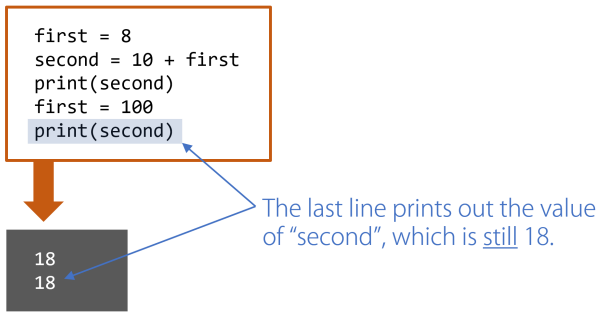 first = 8
second = 10 + first
print(second)
first = 100
print(second)
The last line prints out the value
of “second”, which is still 18.
18
18